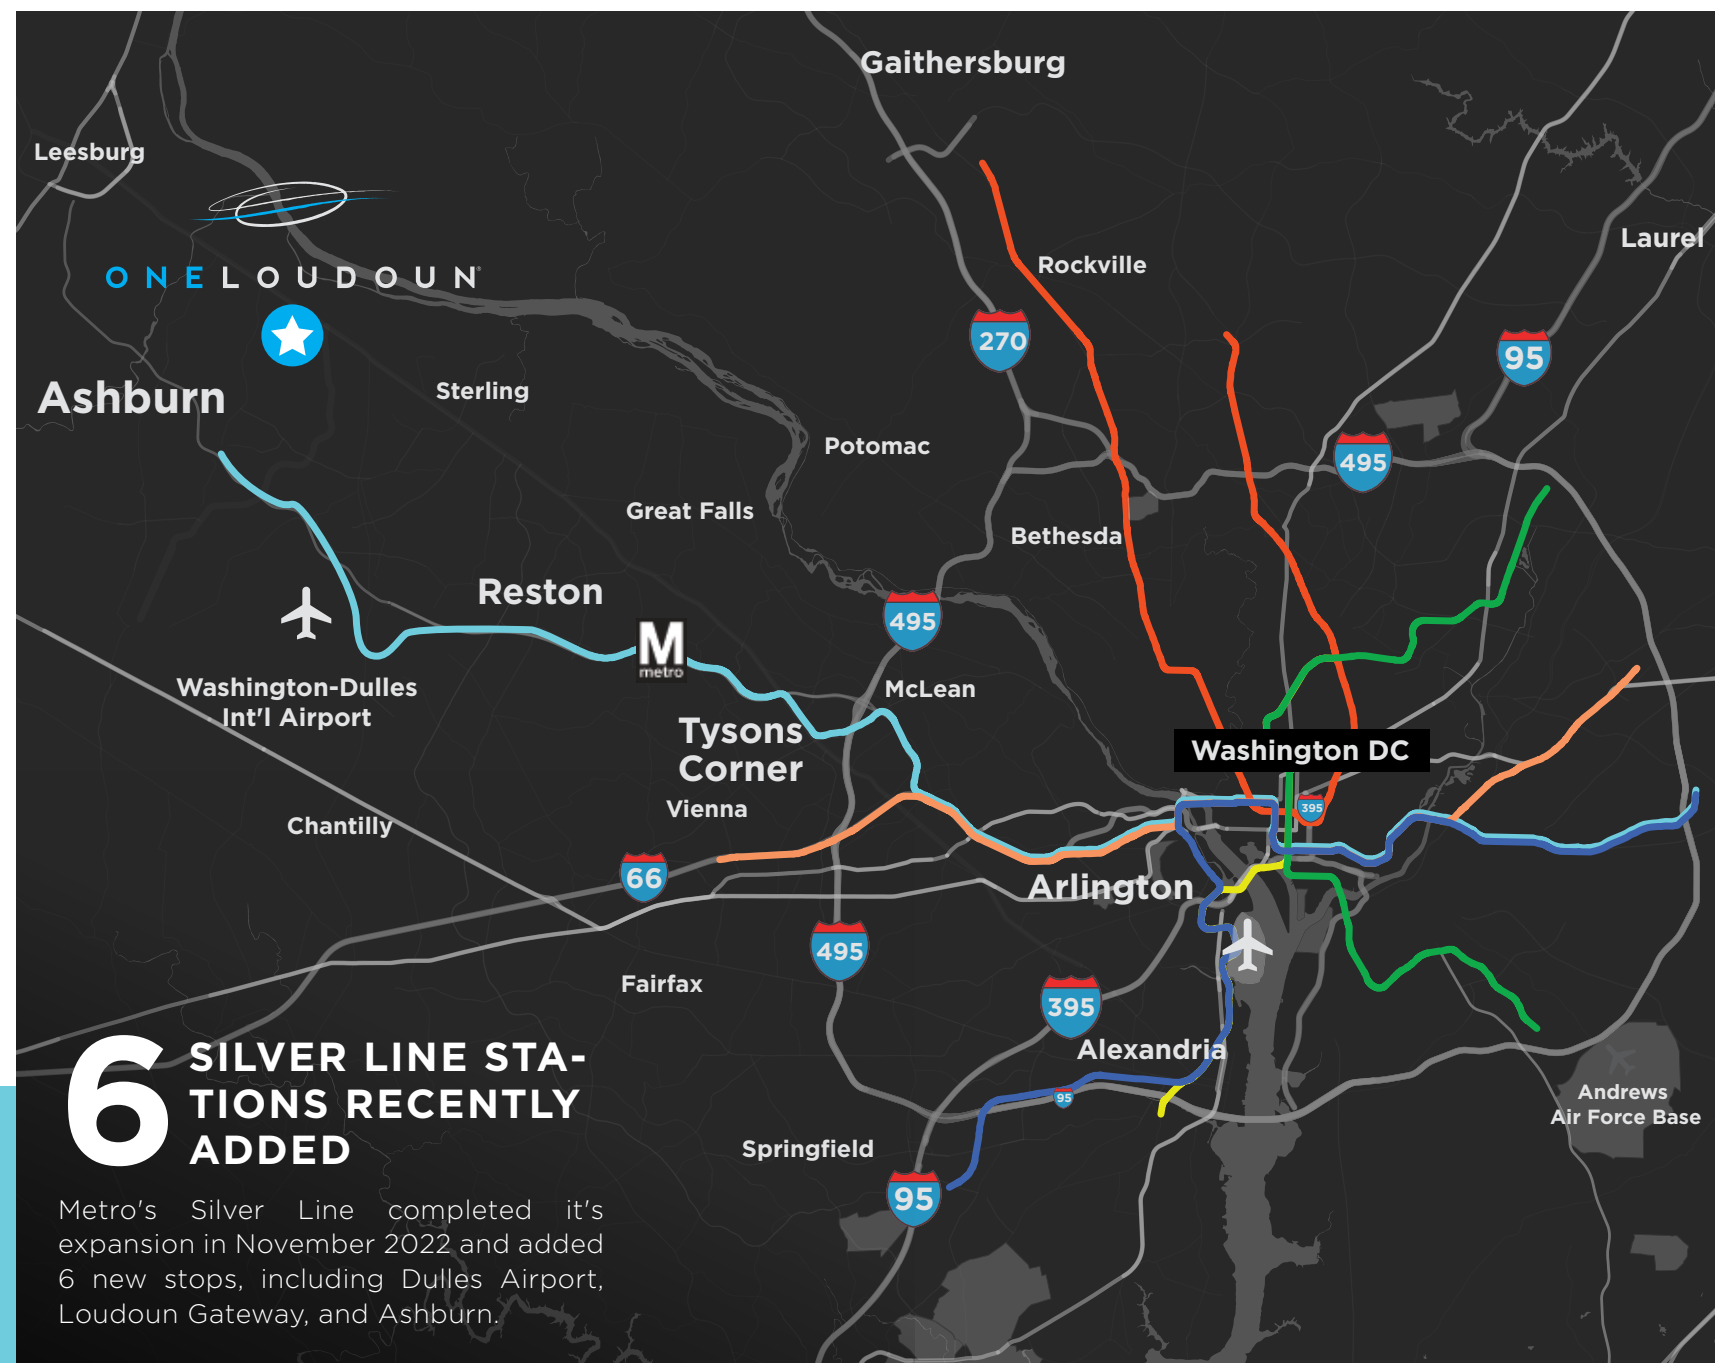 Gaithersburg
Leesburg
Laurel
Rockville
ONELOUDOUN
270
95
Ashburn
Sterling
Potomac
495
Great Falls
Bethesda
Reston
495
M
metro
Washington-Dulles
Int'l Airport
McLean
Tysons
Corner
Washington DC
Vienna
395
Chantilly
66
Arlington
495
Fairfax
395
Alexandria
95
Andrews
Air Force Base
Springfield
95
6
SILVER LINE STA-
TIONS RECENTLY
ADDED
Metro's Silver Line completed it's
expansion in November 2022 and added
6 new stops, including Dulles Airport,
Loudoun Gateway, and Ashburn.